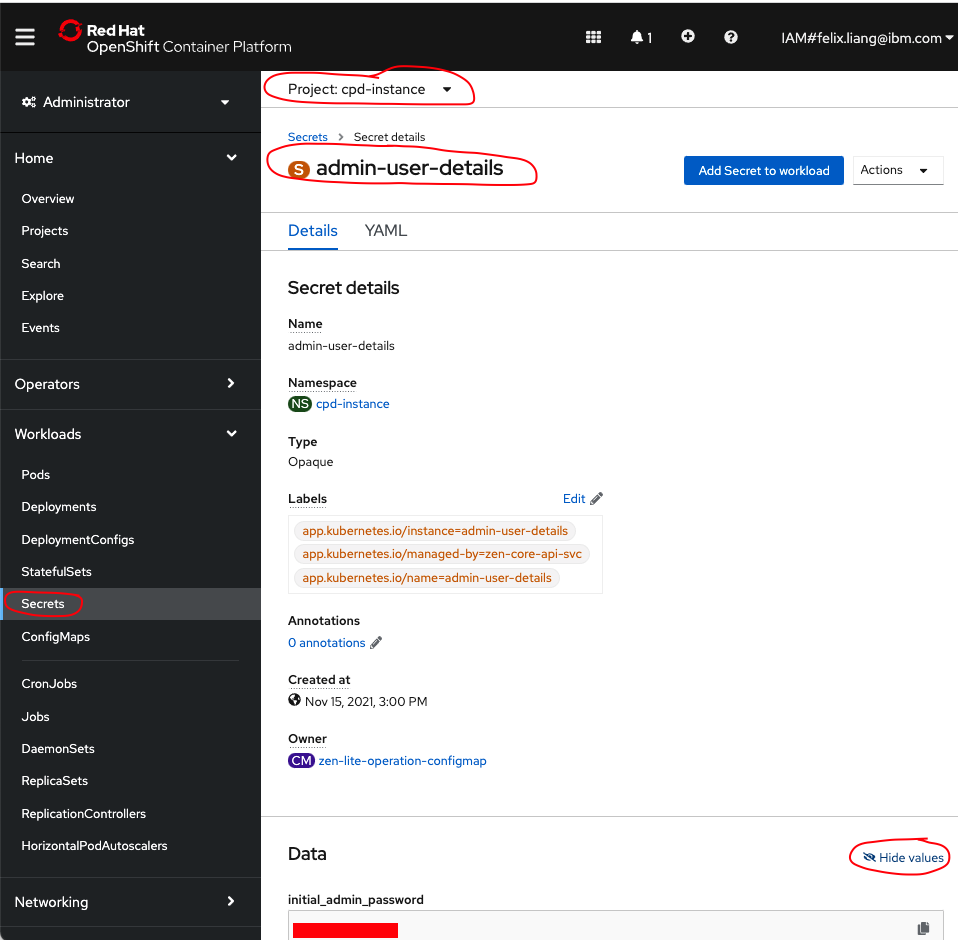 Red Hat
OpenShift Container Platform
1
IAM#felix.liang@ibm.com
Administrator
Home
Overview
Projects
Search
Explore
Events
Operators
Workloads
Pods
Deployments
DeploymentConfigs
StatefulSets
Secrets
ConfigMaps
CronJobs
Jobs
DaemonSets
ReplicaSets
ReplicationControllers
HorizontalPodAutoscalers
Networking
Project: cpd-instance
Secrets > Secret details
S admin-user-details
Add Secret to workload
Actions
Details YAML
Secret details
Name
admin-user-details
Namespace
NS cpd-instance
Type
Opaque
Labels Edit
app.kubernetes.io/instance=admin-user-details
app.kubernetes.io/managed-by=zen-core-api-svc
app.kubernetes.io/name=admin-user-details
Annotations
0 annotations
Created at
Nov 15, 2021, 3:00 PM
Owner
CM zen-lite-operation-configmap
Data Hide values
initial_admin_password